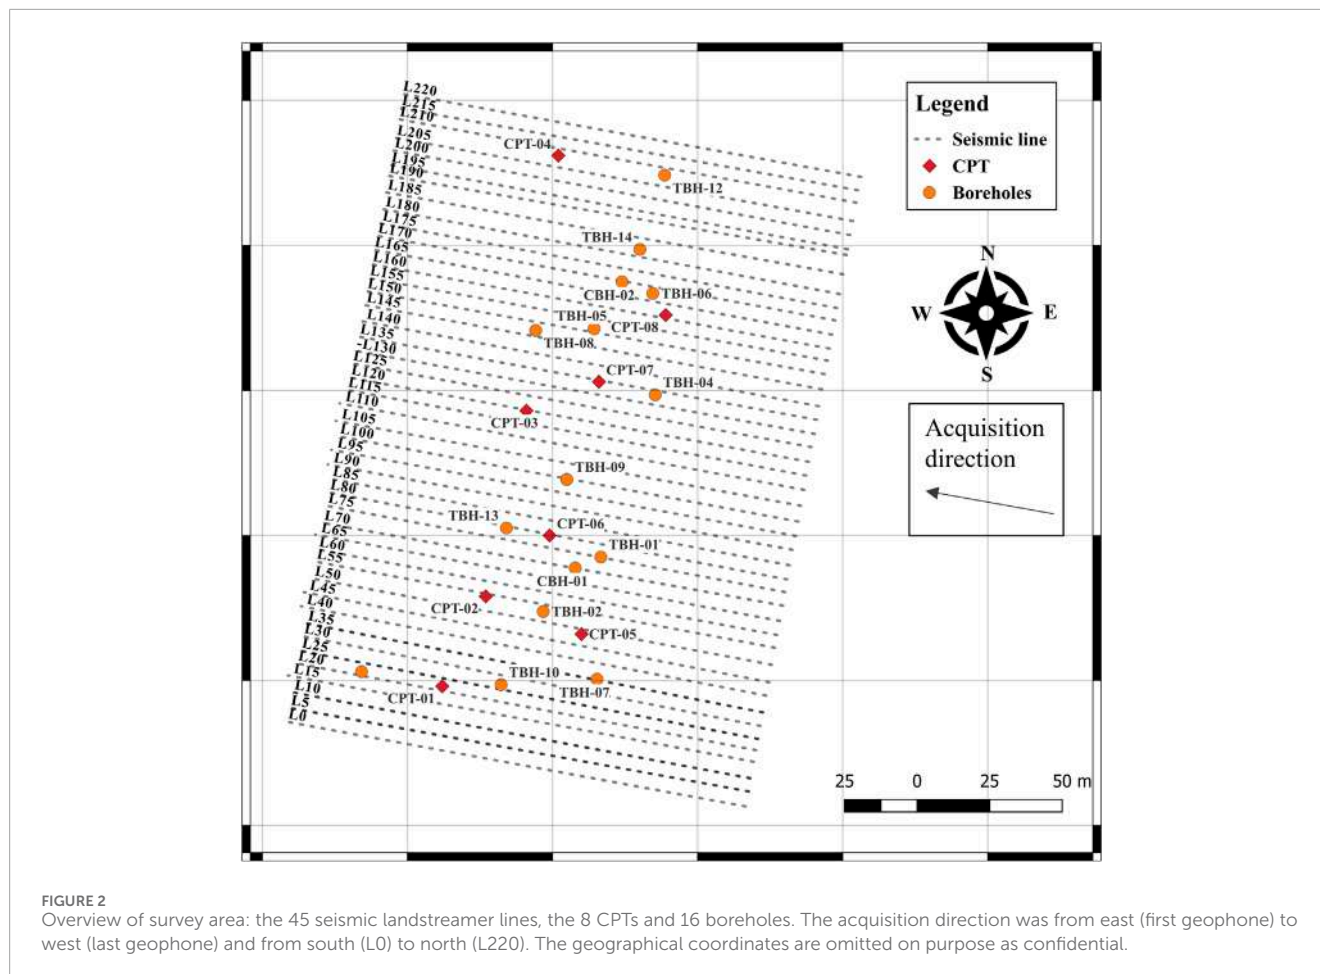 L220
L215
L210
L205
L200
L195
L190
L185
L180
L175
L170
L165
L160
L155
L150
L145
L140
L135
-L130
L125
L120
L115
L110
L105
L100
L95
L90
L85
L80
L75
L70
L65
L60
L55
L50
L45
L40
L35
L30
L25
L20
L15
L10
L5
L0
CPT-04
TBH-12
TBH-14
CBH-02
TBH-06
TBH-05
CPT-08
TBH-08
CPT-07
TBH-04
CPT-03
TBH-09
TBH-13
CPT-06
TBH-01
CBH-01
CPT-02
TBH-02
CPT-05
TBH-10
CPT-01
TBH-07
Legend
Seismic line
CPT
Boreholes
N
W E
S
Acquisition
direction
25 0 25 50 m
FIGURE 2
Overview of survey area: the 45 seismic landstreamer lines, the 8 CPTs and 16 boreholes. The acquisition direction was from east (first geophone) to
west (last geophone) and from south (L0) to north (L220). The geographical coordinates are omitted on purpose as confidential.